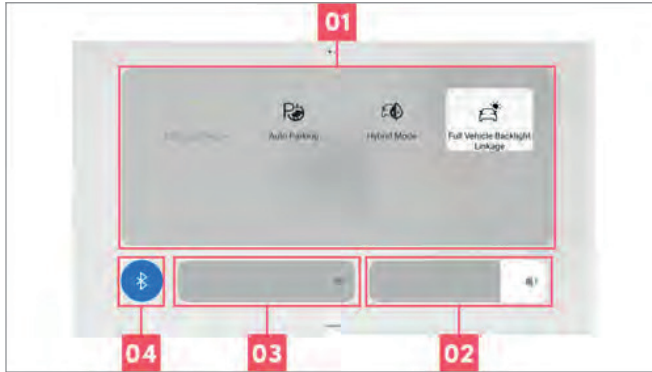 01
Auto Parking
Hybrid Mode
Full Vehicle Backlight
Linkage
04
03
02